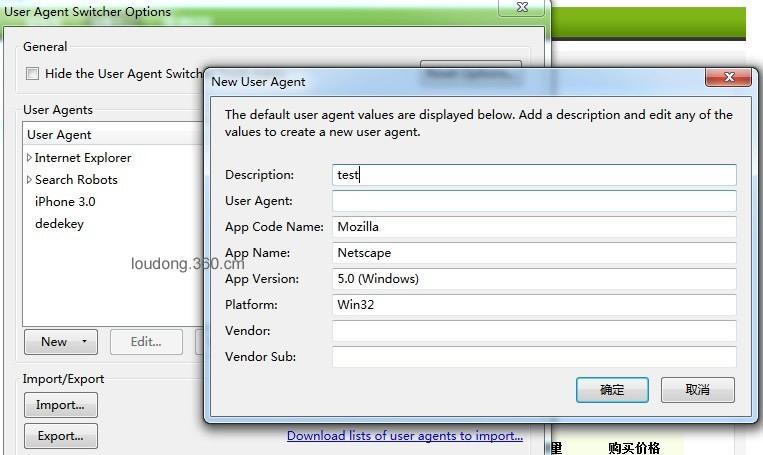 User Agent Switcher Options
General
Hide the User Agent Switch
User Agents
User Agent
Internet Explorer
Search Robots
iPhone 3.0
dedekey
loudong.360.cm
New
Edit...
Import/Export
Import...
Export...
Download lists of user agents to import...
New User Agent
The default user agent values are displayed below. Add a description and edit any of the
values to create a new user agent.
Description: test
User Agent:
App Code Name: Mozilla
App Name: Netscape
App Version: 5.0 (Windows)
Platform: Win32
Vendor:
Vendor Sub:
确定
取消
量 购买价格